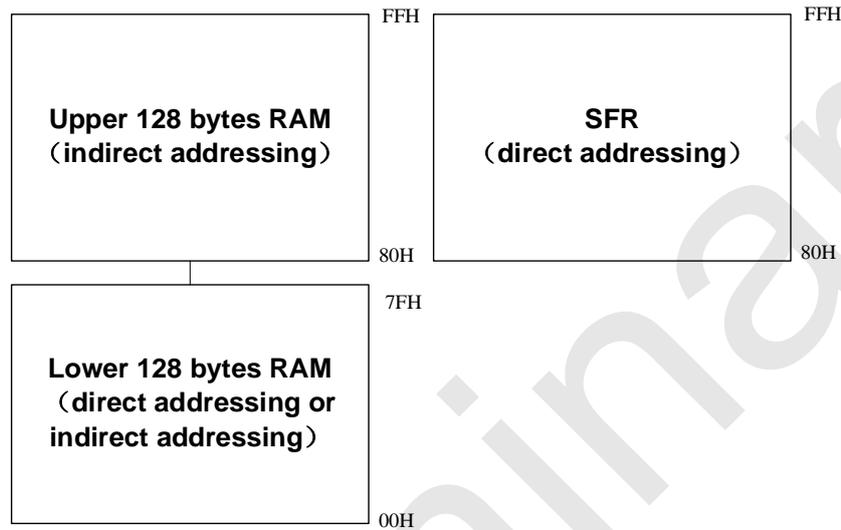 FFH
Upper 128 bytes RAM
（indirect addressing）
80H
FFH
SFR
（direct addressing）
80H
7FH
Lower 128 bytes RAM
（direct addressing or
indirect addressing）
00H